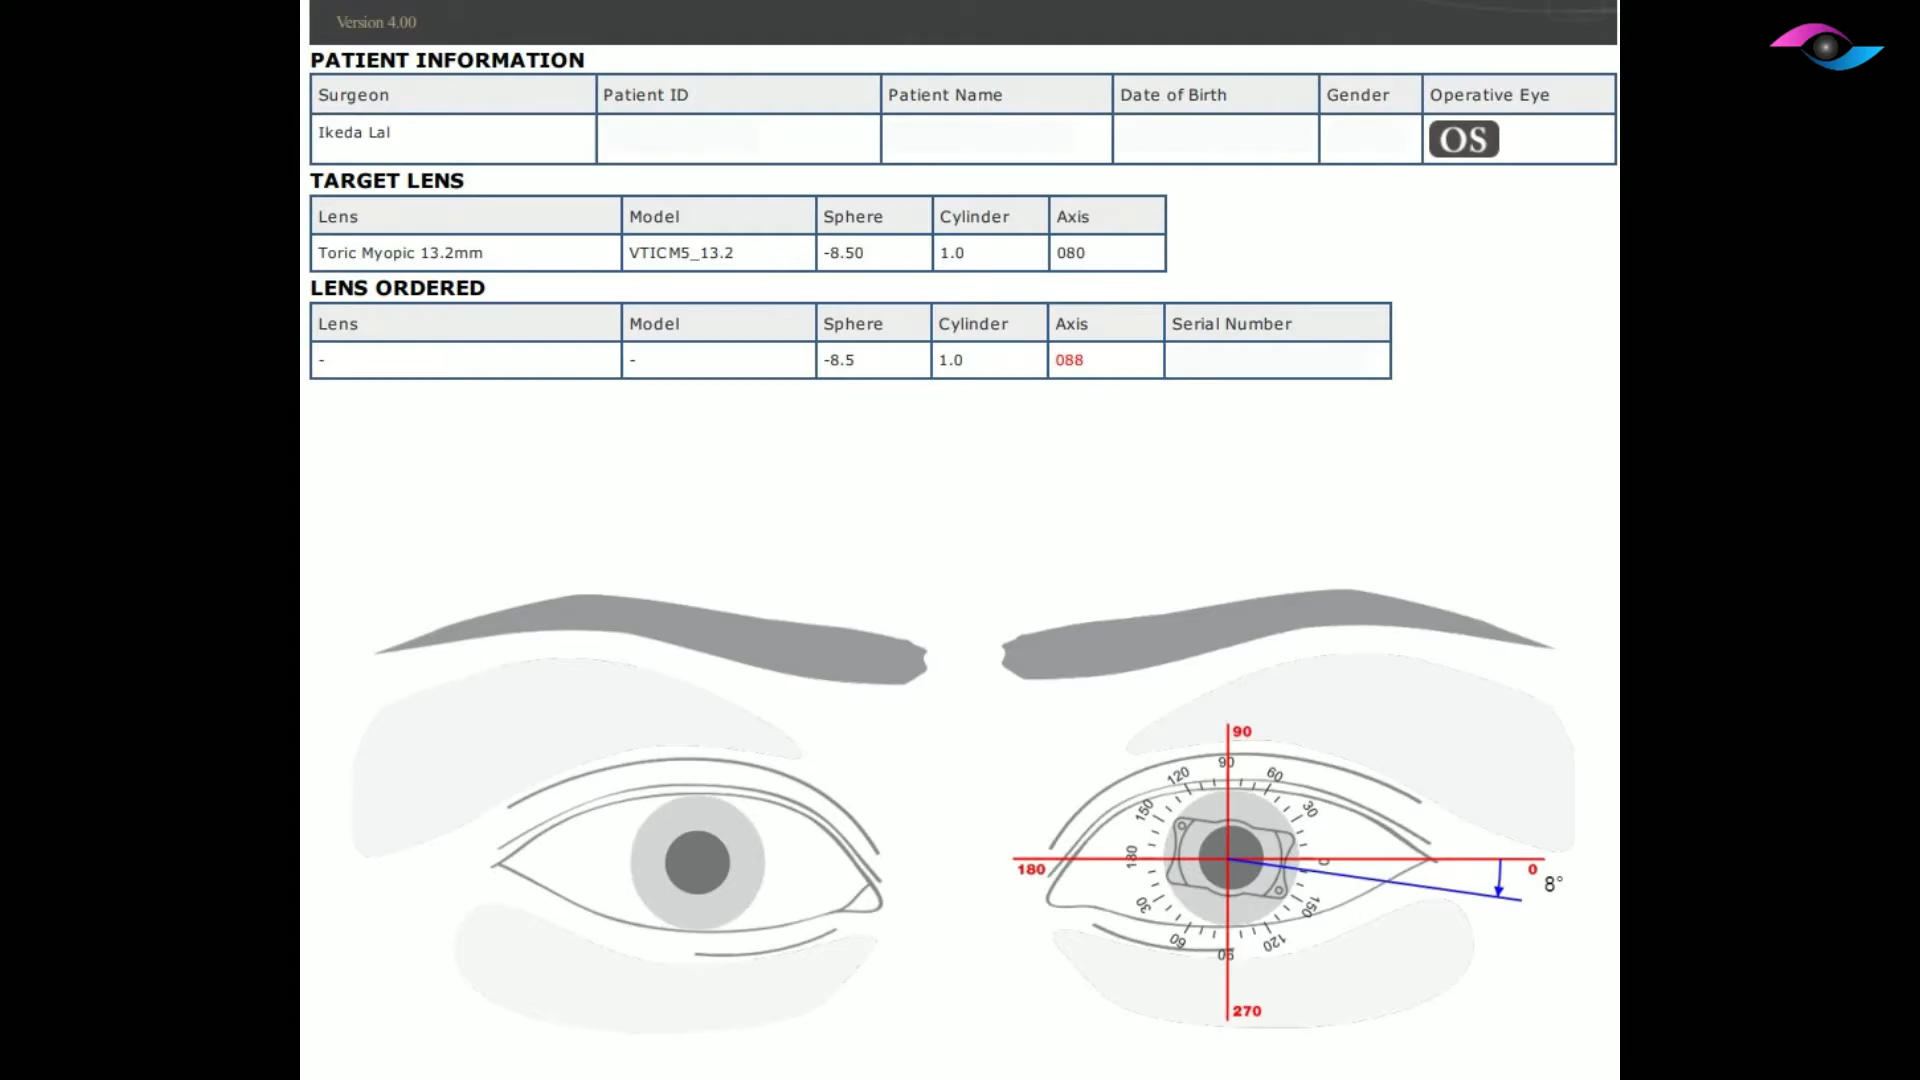 Version 4.00
PATIENT INFORMATION
Surgeon Patient ID Patient Name Date of Birth Gender Operative Eye
Ikeda Lal OS
TARGET LENS
Lens Model Sphere Cylinder Axis
Toric Myopic 13.2mm VTICM5_13.2 -8.50 1.0 080
LENS ORDERED
Lens Model Sphere Cylinder Axis Serial Number
- - -8.5 1.0 088
90
120 90 60
150 30
180 0
180 0 8°
30 150
60 90 120
270